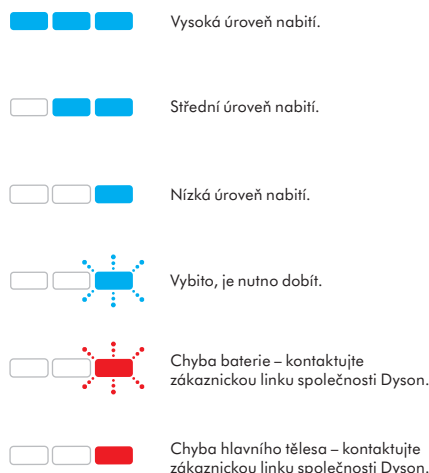 Vysoká úroveň nabití.
Střední úroveň nabití.
Nízká úroveň nabití.
Vybito, je nutno dobít.
Chyba baterie – kontaktujte
zákaznickou linku společnosti Dyson.
Chyba hlavního tělesa – kontaktujte
zákaznickou linku společnosti Dyson.